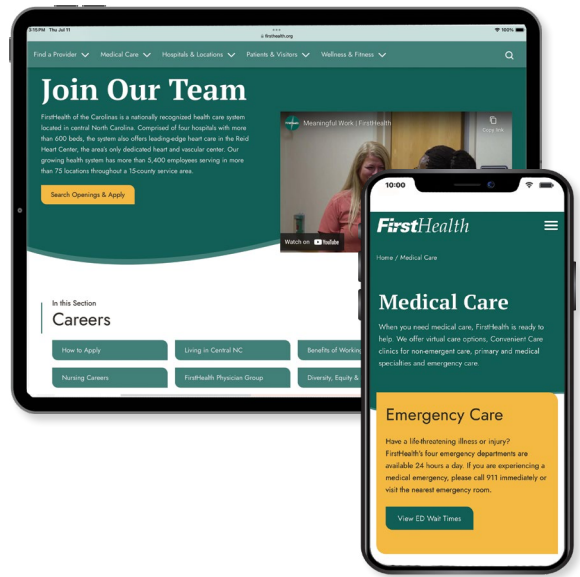 3:15 PM Thu Jul 11
firsthealth.org
100%
Find a Provider Medical Care Hospitals & Locations Patients & Visitors Wellness & Fitness
Join Our Team
FirstHealth of the Carolinas is a nationally recognized health care system
located in central North Carolina. Comprised of four hospitals with more
than 600 beds, the system also offers leading-edge heart care in the Reid
Heart Center, the area's only dedicated heart and vascular center. Our
growing health system has more than 5,400 employees serving in more
than 75 locations throughout a 15-county service area.
Search Openings & Apply
Meaningful Work | FirstHealth
Copy link
Watch on YouTube
In this Section
Careers
How to Apply
Living in Central NC
Benefits of Working
Nursing Careers
FirstHealth Physician Group
Diversity, Equity &
10:00
FirstHealth
Home / Medical Care
Medical Care
When you need medical care, FirstHealth is ready to
help. We offer virtual care options, Convenient Care
clinics for non-emergent care, primary and medical
specialties and emergency care.
Emergency Care
Have a life-threatening illness or injury?
FirstHealth's four emergency departments are
available 24 hours a day. If you are experiencing a
medical emergency, please call 911 immediately or
visit the nearest emergency room.
View ED Wait Times